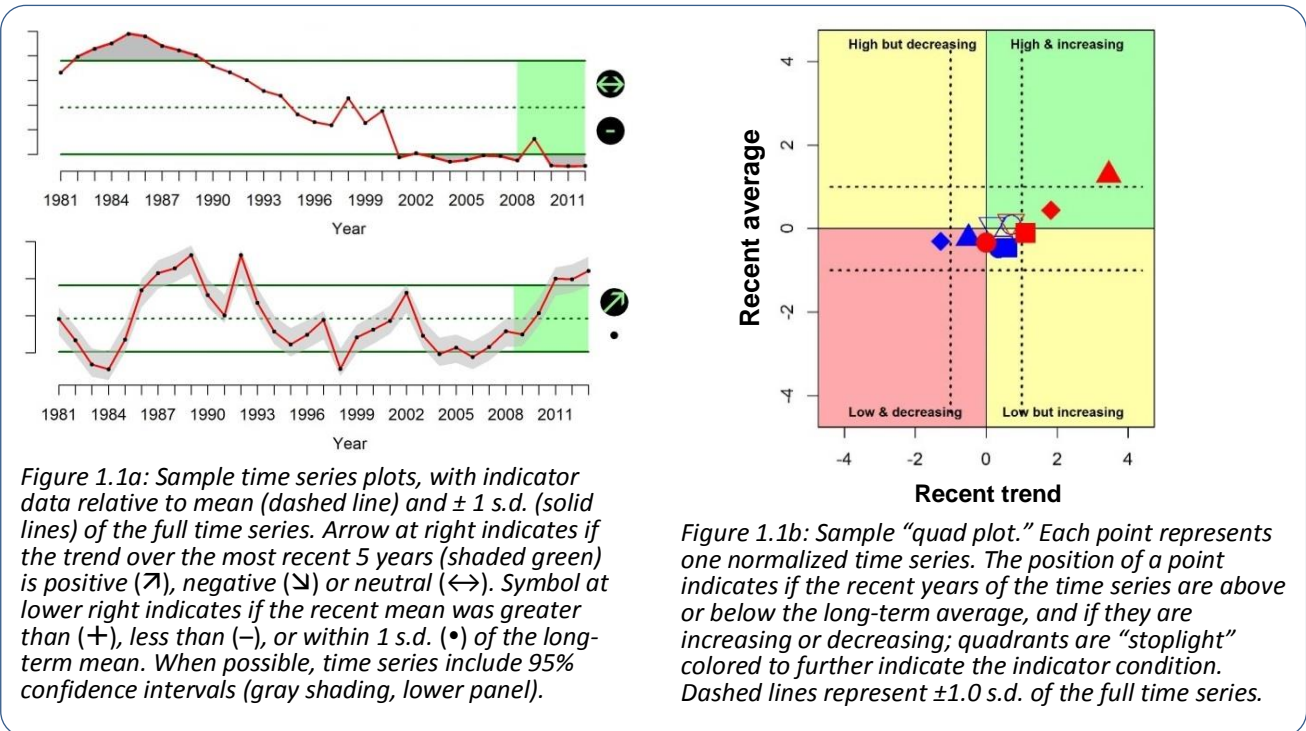 1981 1984 1987 1990 1993 1996 1999 2002 2005 2008 2011
Year
1981 1984 1987 1990 1993 1996 1999 2002 2005 2008 2011
Year
Figure 1.1a: Sample time series plots, with indicator
data relative to mean (dashed line) and ± 1 s.d. (solid
lines) of the full time series. Arrow at right indicates if
the trend over the most recent 5 years (shaded green)
is positive (↗), negative (↘) or neutral (↔). Symbol at
lower right indicates if the recent mean was greater
than (+), less than (–), or within 1 s.d. (•) of the long-
term mean. When possible, time series include 95%
confidence intervals (gray shading, lower panel).
High but decreasing
High & increasing
4
2
0
-2
-4
Recent average
Low & decreasing
Low but increasing
-4 -2 0 2 4
Recent trend
Figure 1.1b: Sample “quad plot.” Each point represents
one normalized time series. The position of a point
indicates if the recent years of the time series are above
or below the long-term average, and if they are
increasing or decreasing; quadrants are “stoplight”
colored to further indicate the indicator condition.
Dashed lines represent ±1.0 s.d. of the full time series.